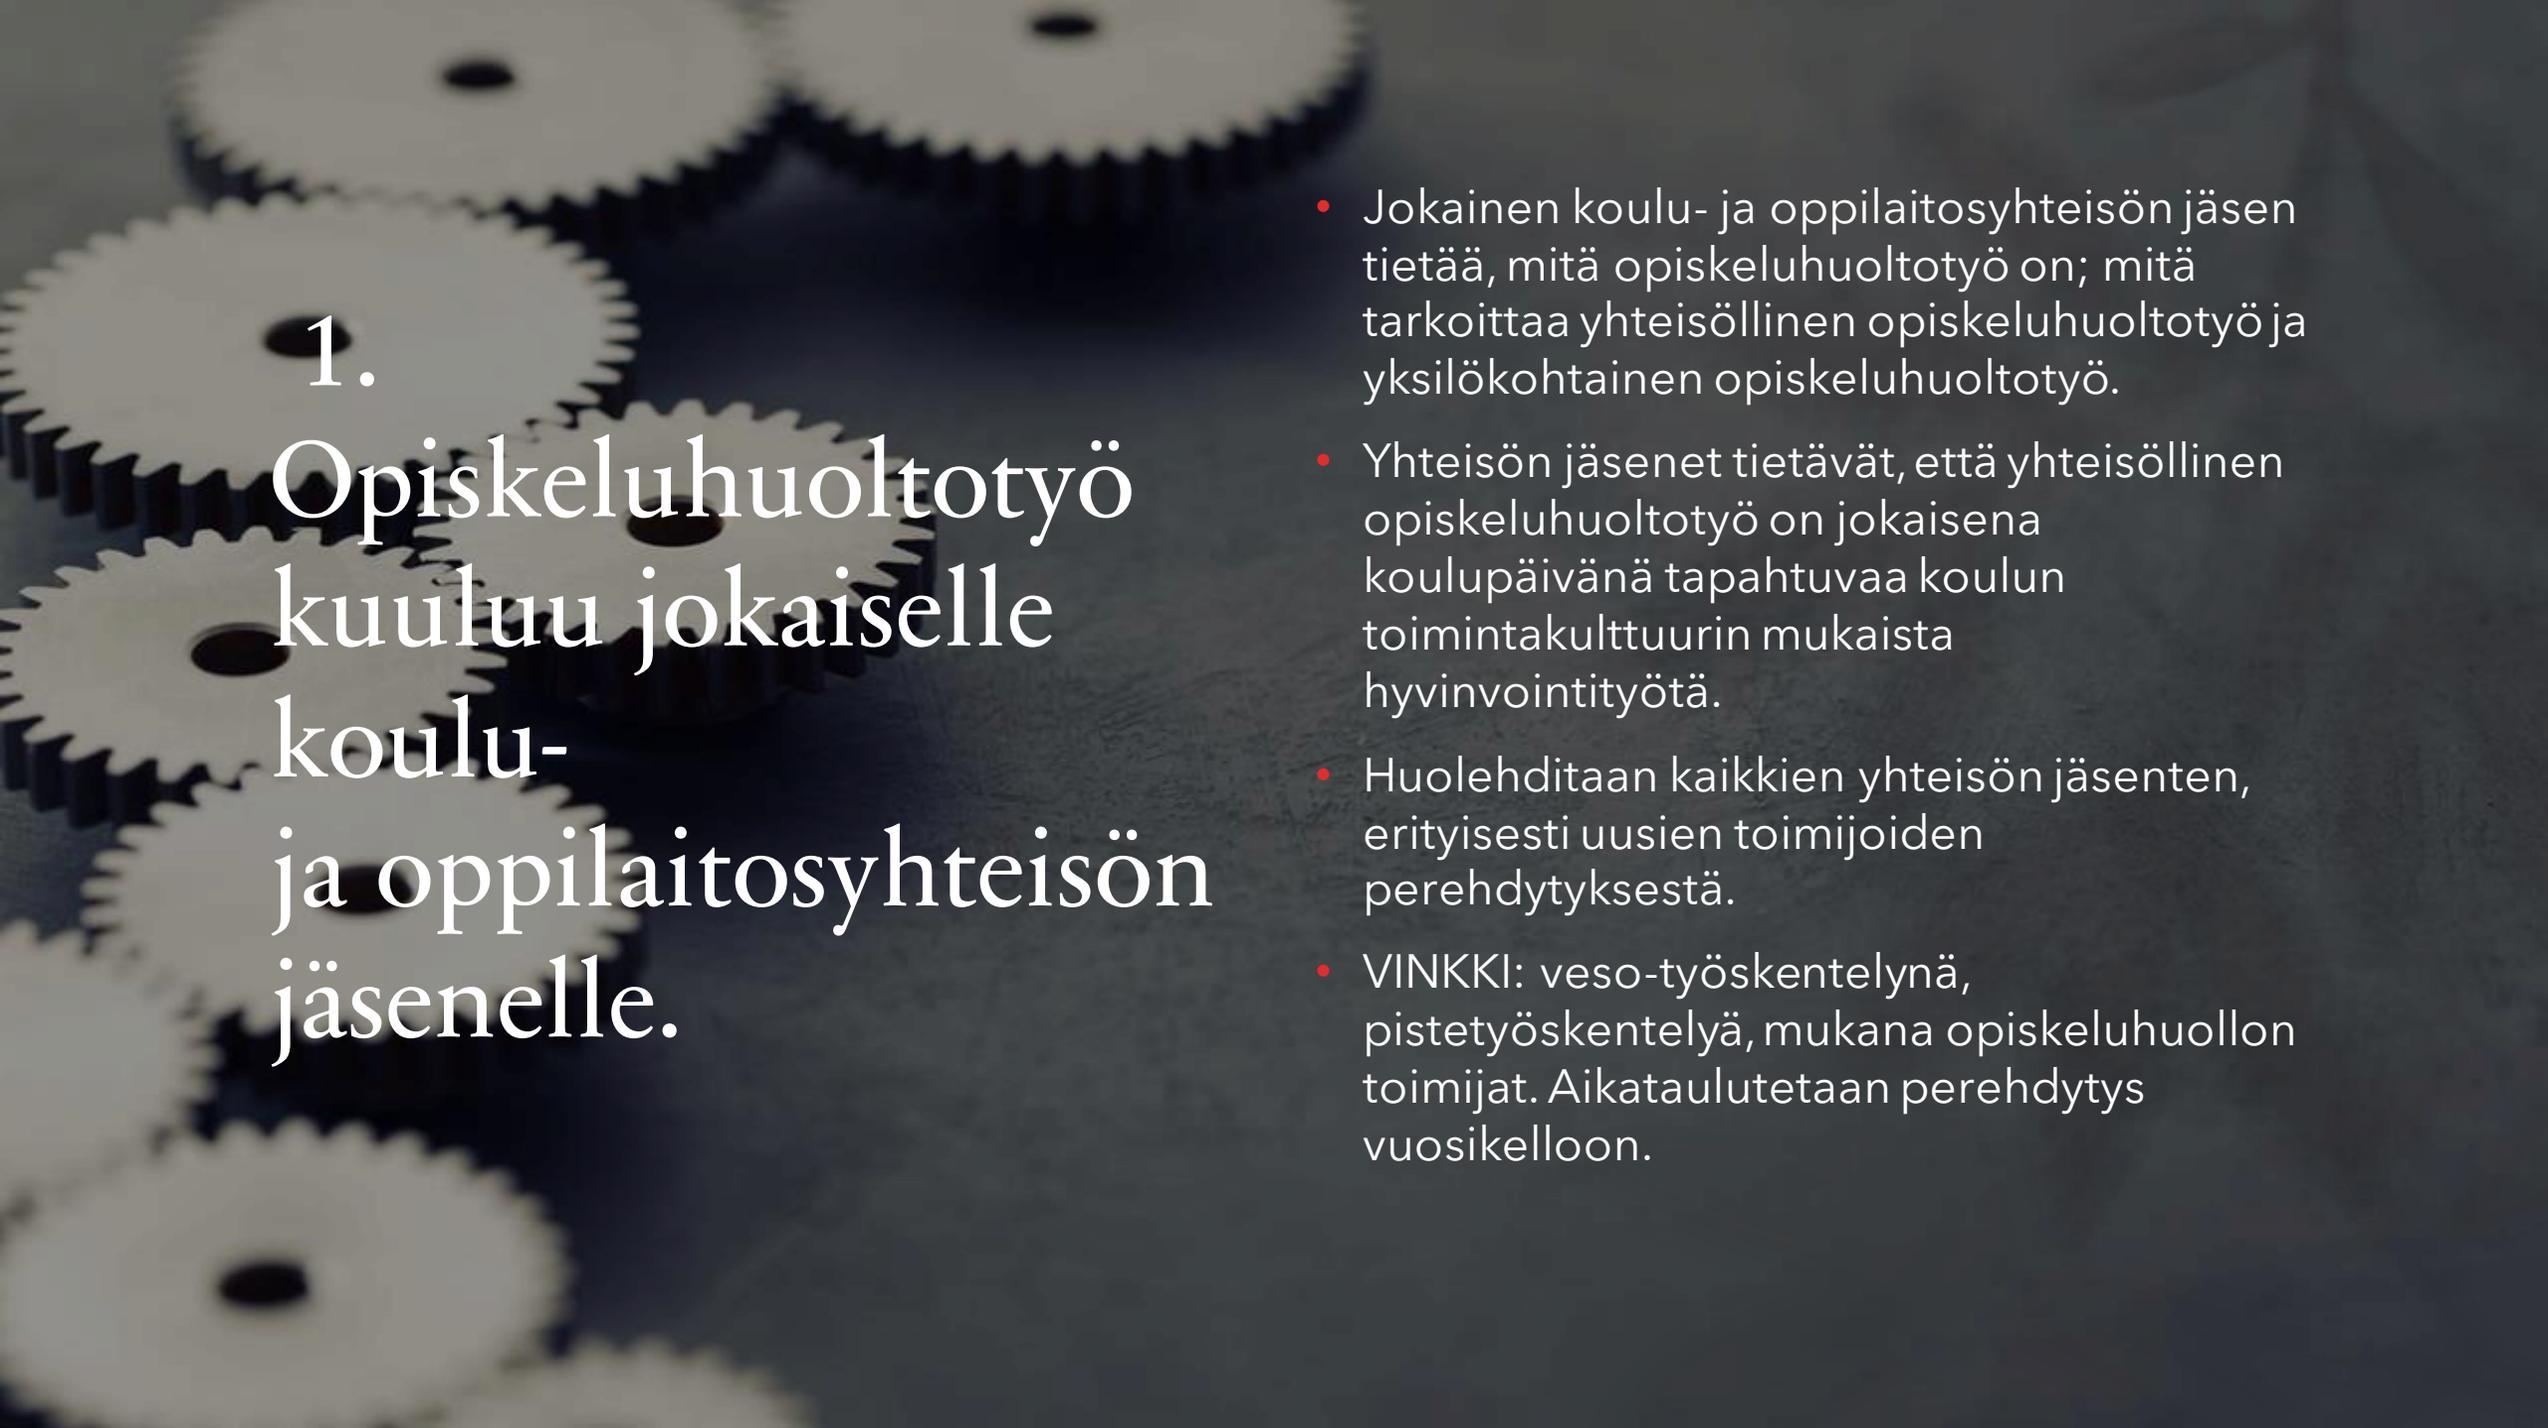 1.
Opiskeluhuoltotyö
kuuluu jokaiselle
koulu-
ja oppilaitosyhteisön
jäsenelle.
• Jokainen koulu- ja oppilaitosyhteisön jäsen
tietää, mitä opiskeluhuoltotyö on; mitä
tarkoittaa yhteisöllinen opiskeluhuoltotyö ja
yksilökohtainen opiskeluhuoltotyö.
• Yhteisön jäsenet tietävät, että yhteisöllinen
opiskeluhuoltotyö on jokaisena
koulupäivänä tapahtuvaa koulun
toimintakulttuurin mukaista
hyvinvointityötä.
• Huolehditaan kaikkien yhteisön jäsenten,
erityisesti uusien toimijoiden
perehdytyksestä.
• VINKKI: veso-työskentelynä,
pistetyöskentelyä, mukana opiskeluhuollon
toimijat. Aikataulutetaan perehdytys
vuosikelloon.